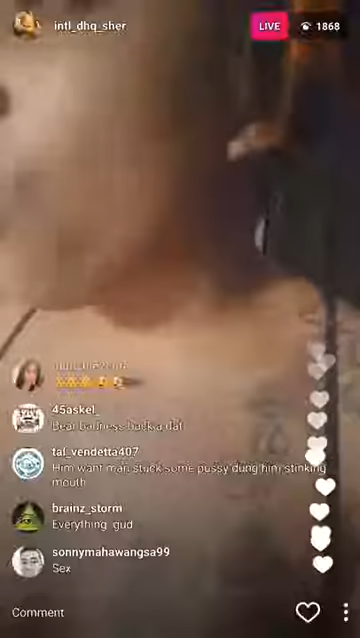 intl_dhq_sher
LIVE
1868
45askel_
Bear badness backa dat
tal_vendetta407
Him want man stuck some pussy dung him stinking
mouth
brainz_storm
Everything gud
sonnymahawangsa99
Sex
Comment